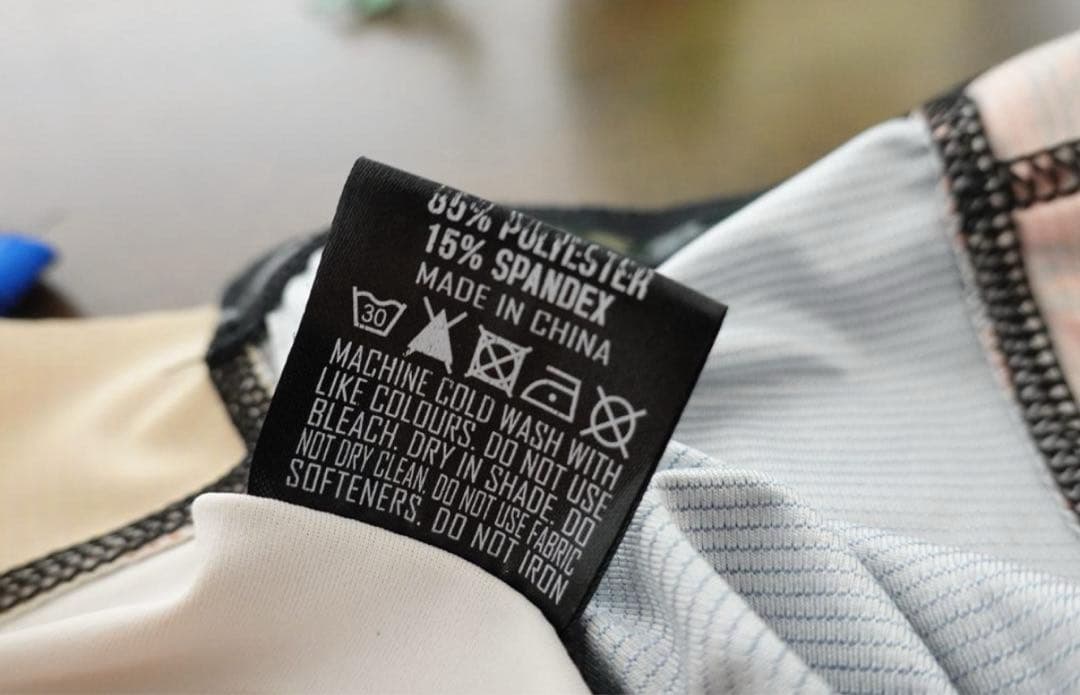 85% POLYESTER
15% SPANDEX
MADE IN CHINA
30
MACHINE COLD WASH WITH
LIKE COLOURS. DO NOT USE
BLEACH. DRY IN SHADE. DO
NOT DRY CLEAN. DO NOT USE FABRIC
SOFTENERS. DO NOT IRON